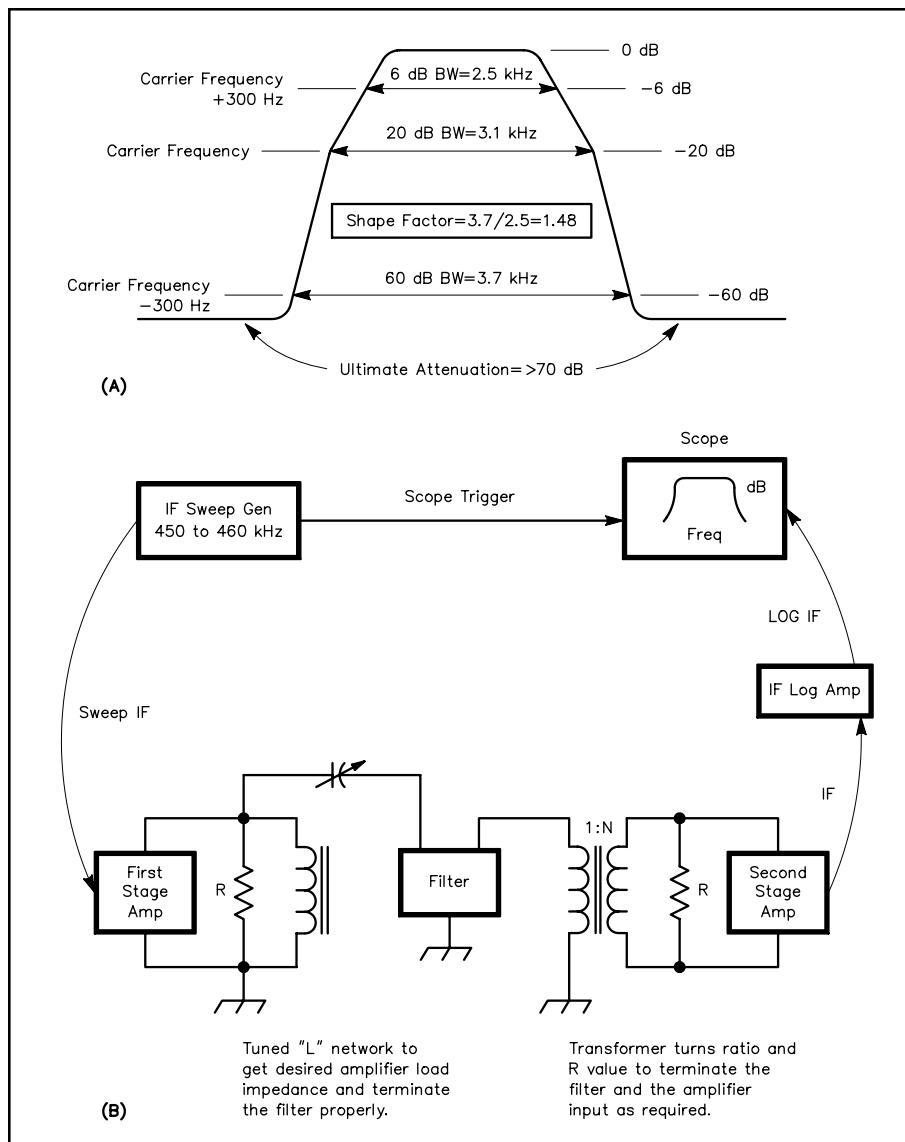 0 dB
Carrier Frequency
+300 Hz
6 dB BW=2.5 kHz
−6 dB
Carrier Frequency
20 dB BW=3.1 kHz
−20 dB
Shape Factor=3.7/2.5=1.48
Carrier Frequency
−300 Hz
60 dB BW=3.7 kHz
−60 dB
Ultimate Attenuation=>70 dB
(A)
Scope
IF Sweep Gen
450 to 460 kHz
Scope Trigger
dB
Freq
LOG IF
IF Log Amp
Sweep IF
IF
1:N
First
Stage
Amp
R
Filter
R
Second
Stage
Amp
Tuned "L" network to
get desired amplifier load
impedance and terminate
the filter properly.
Transformer turns ratio and
R value to terminate the
filter and the amplifier
input as required.
(B)